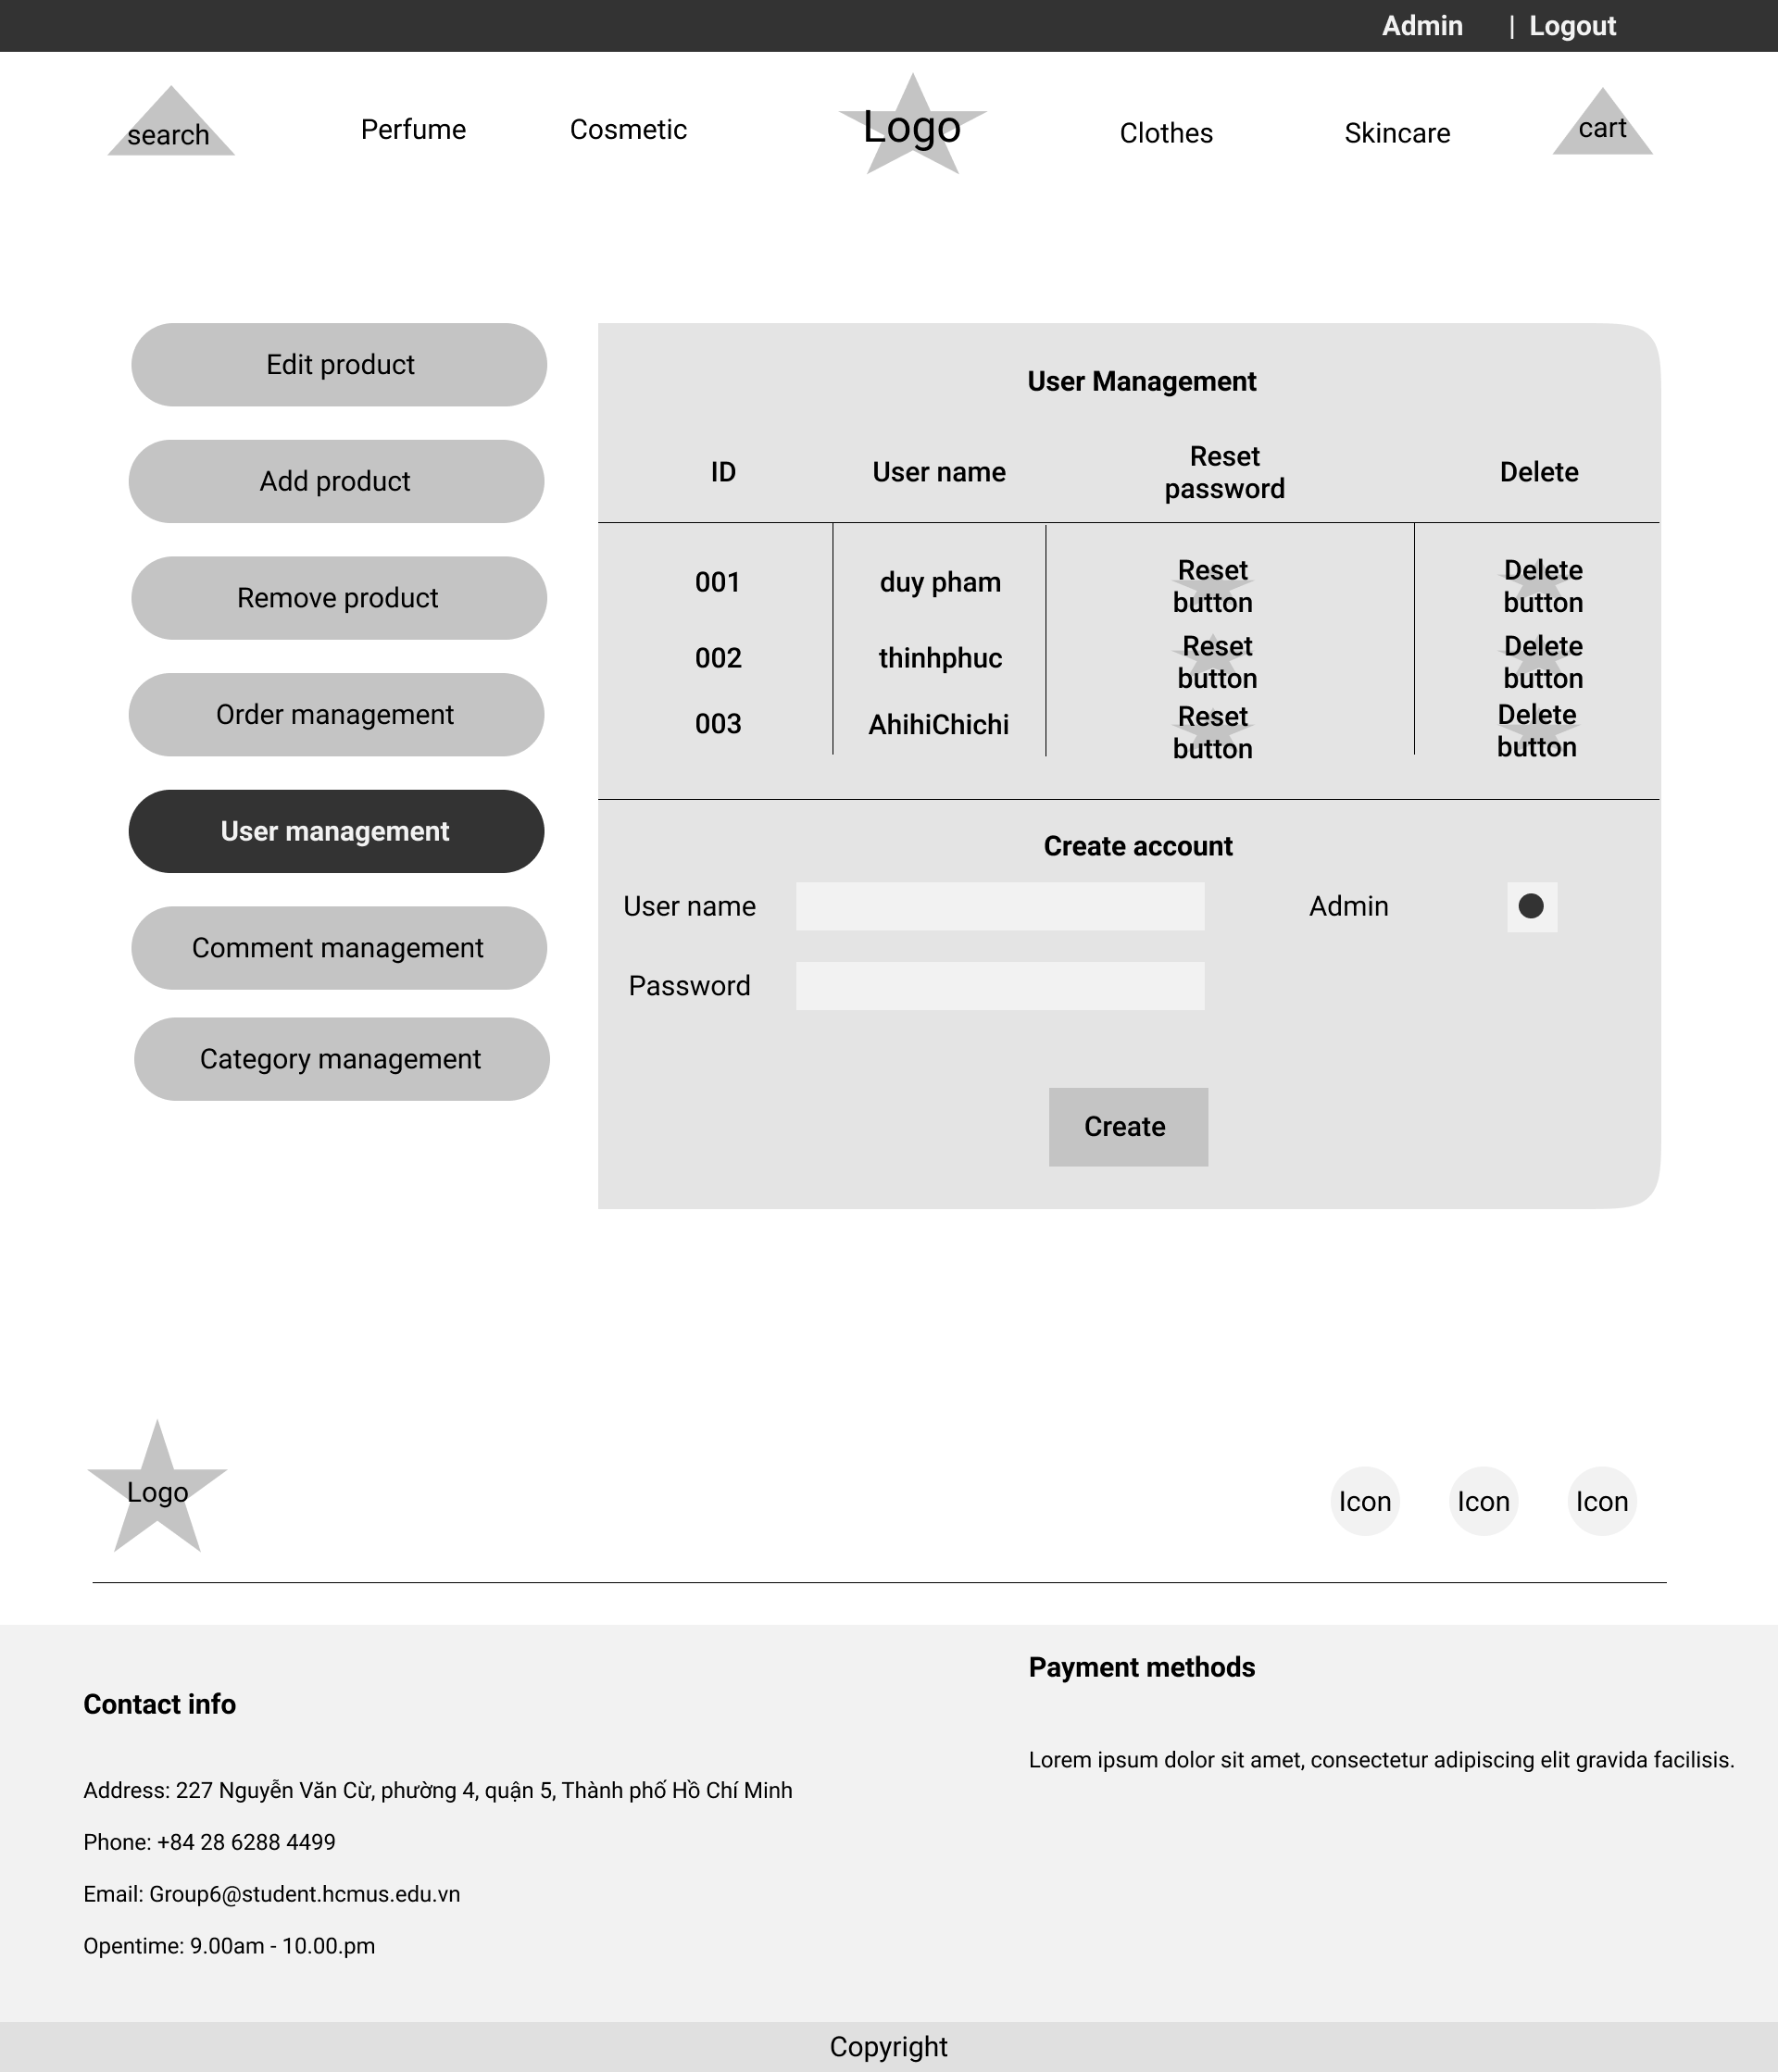 Admin | Logout
search
Perfume
Cosmetic
Logo
Clothes
Skincare
cart
Edit product
Add product
Remove product
Order management
User management
Comment management
Category management
User Management
ID
User name
Reset
password
Delete
001
duy pham
Reset
button
Delete
button
002
thinhphuc
Reset
button
Delete
button
003
AhihiChichi
Reset
button
Delete
button
Create account
User name
Admin
Password
Create
Logo
Icon
Icon
Icon
Contact info
Address: 227 Nguyễn Văn Cừ, phường 4, quận 5, Thành phố Hồ Chí Minh
Phone: +84 28 6288 4499
Email: Group6@student.hcmus.edu.vn
Opentime: 9.00am - 10.00.pm
Payment methods
Lorem ipsum dolor sit amet, consectetur adipiscing elit gravida facilisis.
Copyright